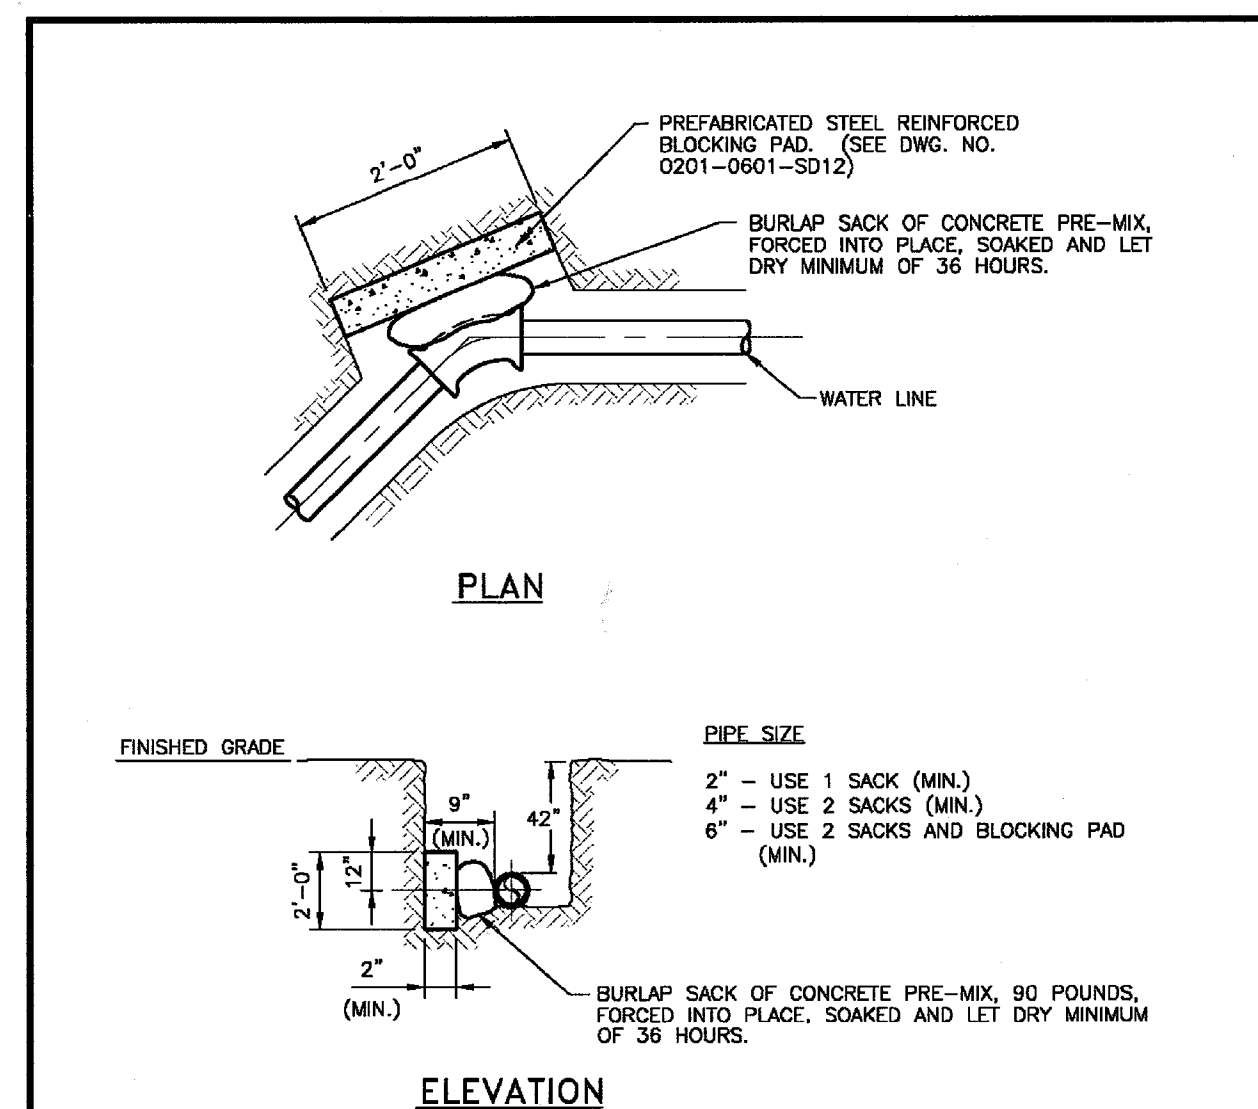 PREFABRICATED STEEL REINFORCED
BLOCKING PAD. (SEE DWG. NO.
0201-0601-SD12)
2'-0"
BURLAP SACK OF CONCRETE PRE-MIX,
FORCED INTO PLACE, SOAKED AND LET
DRY MINIMUM OF 36 HOURS.
WATER LINE
PLAN
FINISHED GRADE
PIPE SIZE
2" - USE 1 SACK (MIN.)
4" - USE 2 SACKS (MIN.)
6" - USE 2 SACKS AND BLOCKING PAD
(MIN.)
9"
(MIN.)
42"
12"
2'-0"
2"
(MIN.)
BURLAP SACK OF CONCRETE PRE-MIX, 90 POUNDS,
FORCED INTO PLACE, SOAKED AND LET DRY MINIMUM
OF 36 HOURS.
ELEVATION